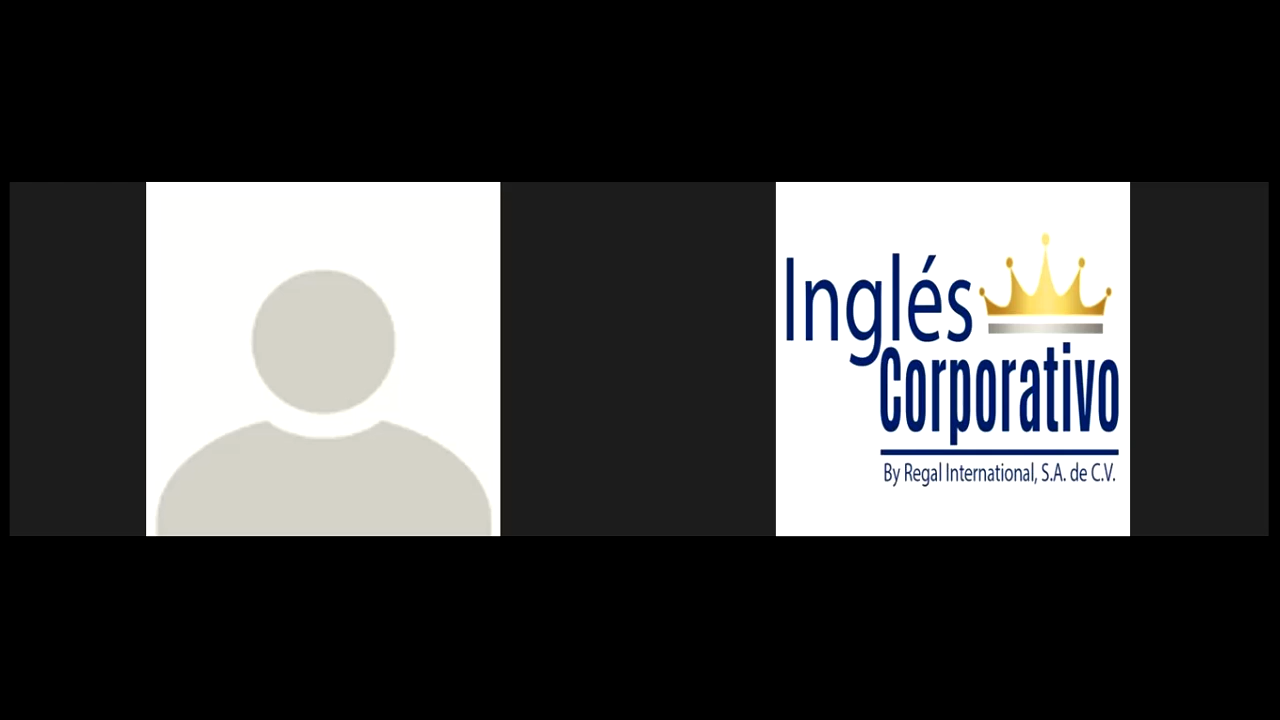 Inglés
Corporativo
By Regal International, S.A. de C.V.